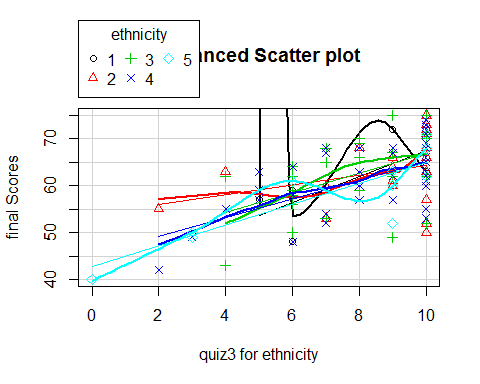 ethnicity
1 3 5
2 4
anced Scatter plot
final Scores
70
60
50
40
0 2 4 6 8 10
quiz3 for ethnicity